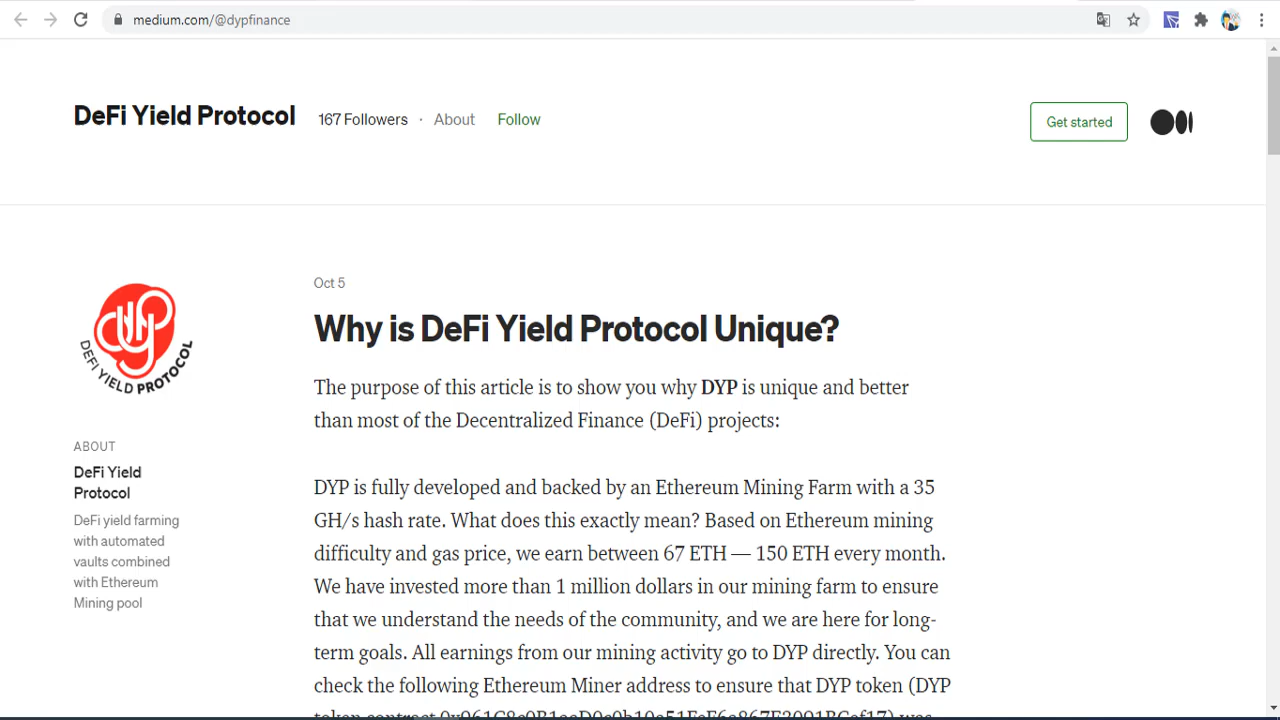 medium.com/@dypfinance
DeFi Yield Protocol 167 Followers · About Follow Get started
DYP
DEFI YIELD PROTOCOL
Oct 5
Why is DeFi Yield Protocol Unique?
The purpose of this article is to show you why DYP is unique and better
than most of the Decentralized Finance (DeFi) projects:
ABOUT
DeFi Yield
Protocol
DeFi yield farming
with automated
vaults combined
with Ethereum
Mining pool
DYP is fully developed and backed by an Ethereum Mining Farm with a 35
GH/s hash rate. What does this exactly mean? Based on Ethereum mining
difficulty and gas price, we earn between 67 ETH — 150 ETH every month.
We have invested more than 1 million dollars in our mining farm to ensure
that we understand the needs of the community, and we are here for long-
term goals. All earnings from our mining activity go to DYP directly. You can
check the following Ethereum Miner address to ensure that DYP token (DYP
token contract
was